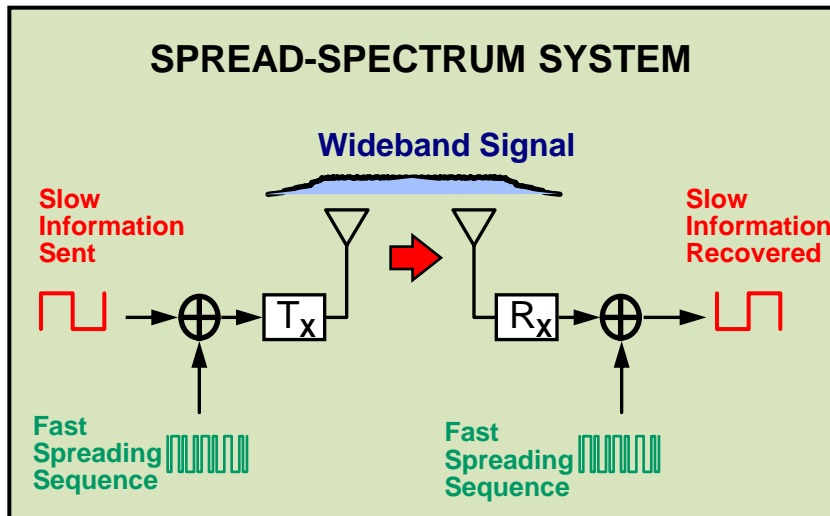 SPREAD-SPECTRUM SYSTEM
Wideband Signal
Slow
Information
Sent
Slow
Information
Recovered
TX
RX
Fast
Spreading
Sequence
Fast
Spreading
Sequence